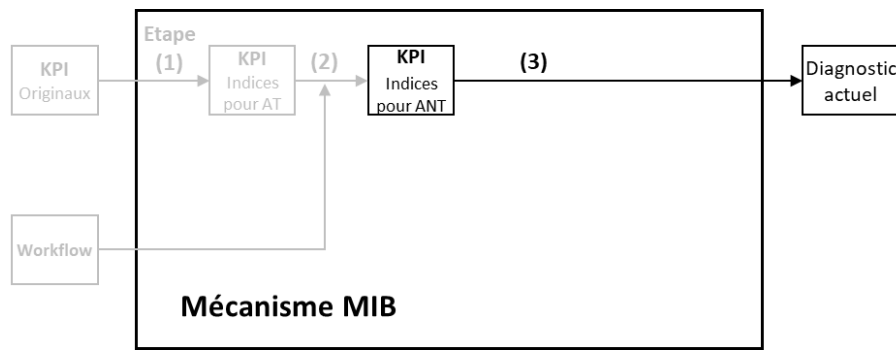 Etape
(1)
(2)
(3)
KPI
Originaux
KPI
Indices
pour AT
KPI
Indices
pour ANT
Diagnostic
actuel
Workflow
Mécanisme MIB